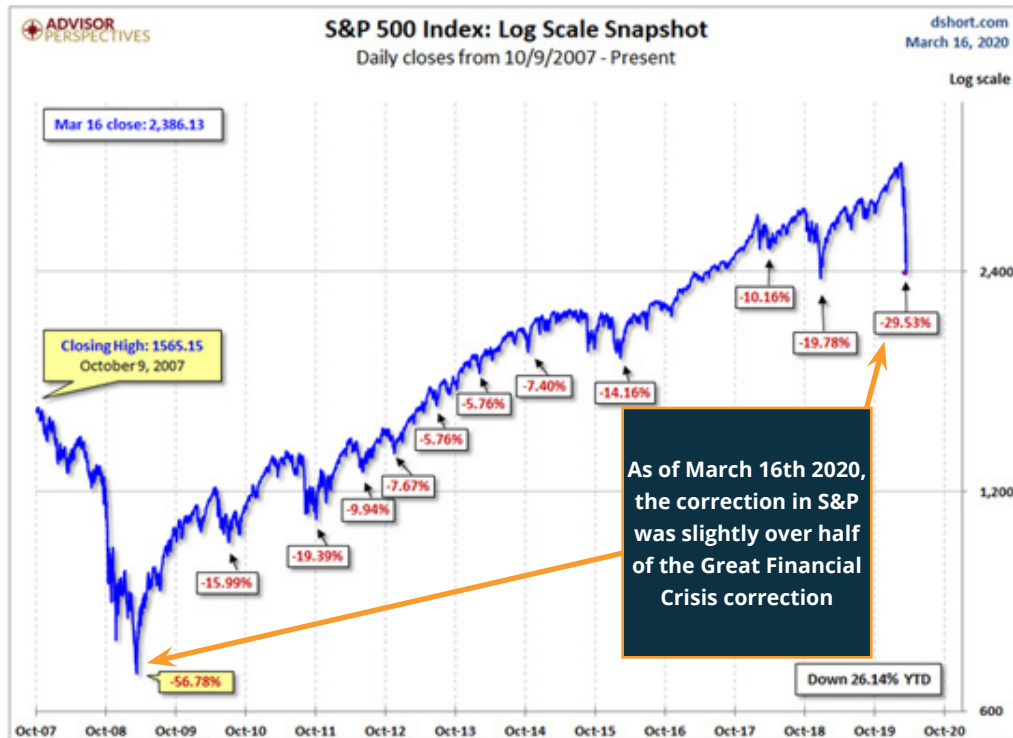 ADVISOR
PERSPECTIVES
S&P 500 Index: Log Scale Snapshot
Daily closes from 10/9/2007 - Present
dshort.com
March 16, 2020
Log scale
Mar 16 close: 2,386.13
2,400
-10.16%
-29.53%
-19.78%
Closing High: 1565.15
October 9, 2007
-7.40%
-14.16%
-5.76%
-5.76%
-7.67%
-9.94%
-19.39%
-15.99%
-56.78%
As of March 16th 2020,
the correction in S&P
was slightly over half
of the Great Financial
Crisis correction
1,200
Down 26.14% YTD
600
Oct-07 Oct-08 Oct-09 Oct-10 Oct-11 Oct-12 Oct-13 Oct-14 Oct-15 Oct-16 Oct-17 Oct-18 Oct-19 Oct-20